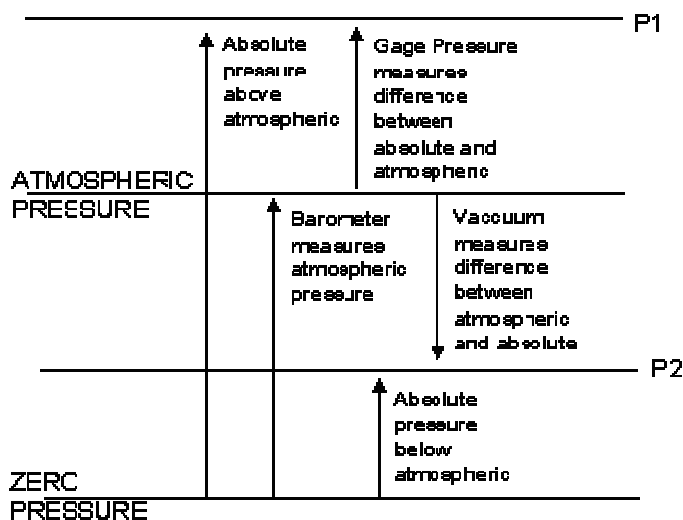 P1
Absolute
pressure
above
atmospheric
Gage Pressure
measures
difference
between
absolute and
atmospheric
ATMOSPHERIC
PRESSURE
Barometer
measures
atmospheric
pressure
Vaccuum
measures
difference
between
atmospheric
and absolute
P2
Absolute
pressure
below
atmospheric
ZERC
PRESSURE